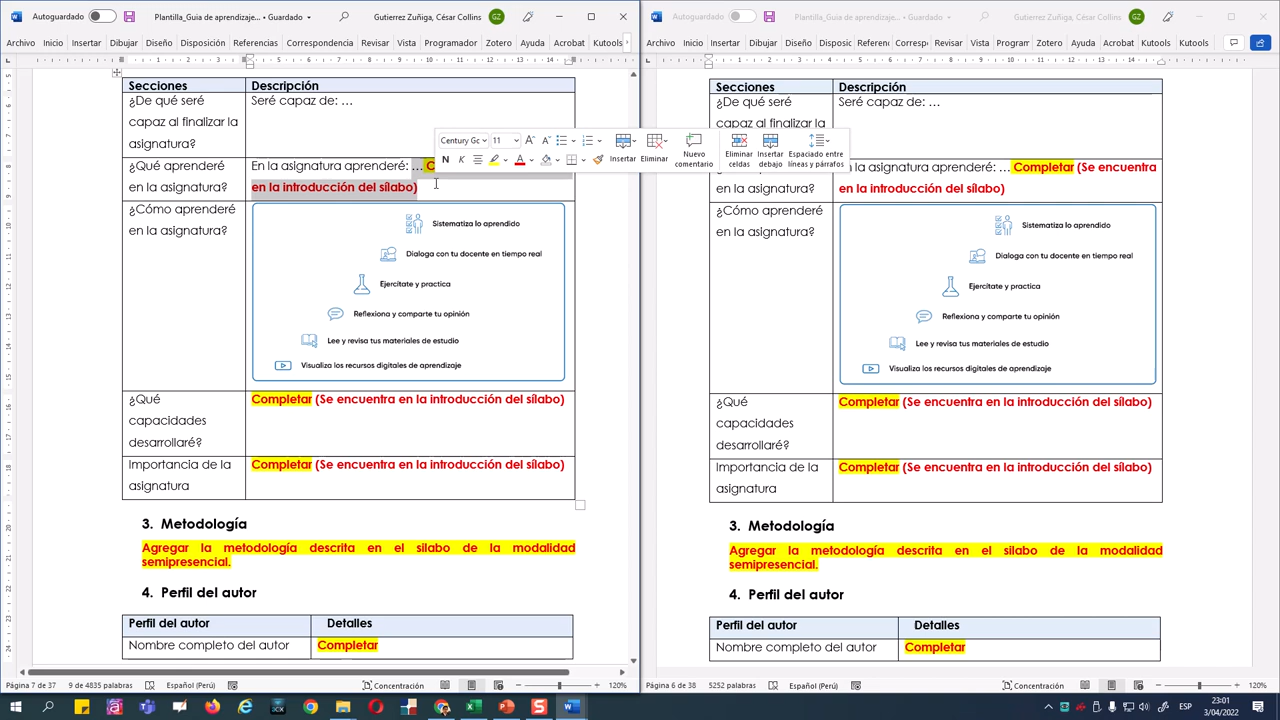 Autoguardado
Plantilla_Guia de aprendizaje... • Guardado
Gutierrez Zuñiga, César Collins
GZ
Archivo Inicio Insertar Dibujar Diseño Disposición Referencias Correspondencia Revisar Vista Programador Zotero Ayuda Acrobat Kutools
Secciones Descripción
¿De qué seré capaz al finalizar la asignatura?
Seré capaz de: …
¿Qué aprenderé en la asignatura?
En la asignatura aprenderé: …
en la introducción del sílabo)
Century Gc 11
N K
Insertar Eliminar
Nuevo comentario
Eliminar celdas
Insertar debajo
Espaciado entre líneas y párrafos
¿Cómo aprenderé en la asignatura?
Sistematiza lo aprendido
Dialoga con tu docente en tiempo real
Ejercítate y practica
Reflexiona y comparte tu opinión
Lee y revisa tus materiales de estudio
Visualiza los recursos digitales de aprendizaje
¿Qué capacidades desarrollaré?
Completar (Se encuentra en la introducción del sílabo)
Importancia de la asignatura
Completar (Se encuentra en la introducción del sílabo)
3. Metodología
Agregar la metodología descrita en el silabo de la modalidad
semipresencial.
4. Perfil del autor
Perfil del autor Detalles
Nombre completo del autor Completar
Página 7 de 37 9 de 4835 palabras Español (Perú) Concentración 120%
Autoguardado
Plantilla_Guia de aprendizaje... • Guardado
Gutierrez Zuñiga, César Collins
GZ
Archivo Inicio Insertar Dibujar Diseño Disposic Referenc Corresp Revisar Vista Program Zotero Ayuda Acrobat Kutools
Secciones Descripción
¿De qué seré
capaz al finalizar la
Seré capaz de: …
en la asignatura?
n la asignatura aprenderé: … Completar (Se encuentra
en la introducción del sílabo)
¿Cómo aprenderé
en la asignatura?
Sistematiza lo aprendido
Dialoga con tu docente en tiempo real
Ejercítate y practica
Reflexiona y comparte tu opinión
Lee y revisa tus materiales de estudio
Visualiza los recursos digitales de aprendizaje
¿Qué
capacidades
desarrollaré?
Completar (Se encuentra en la introducción del sílabo)
Importancia de la
asignatura
Completar (Se encuentra en la introducción del sílabo)
3. Metodología
Agregar la metodología descrita en el silabo de la modalidad
semipresencial.
4. Perfil del autor
Perfil del autor Detalles
Nombre completo del autor Completar
Página 6 de 38 5252 palabras Español (Perú) Concentración 120%
ESP
23:01
3/04/2022